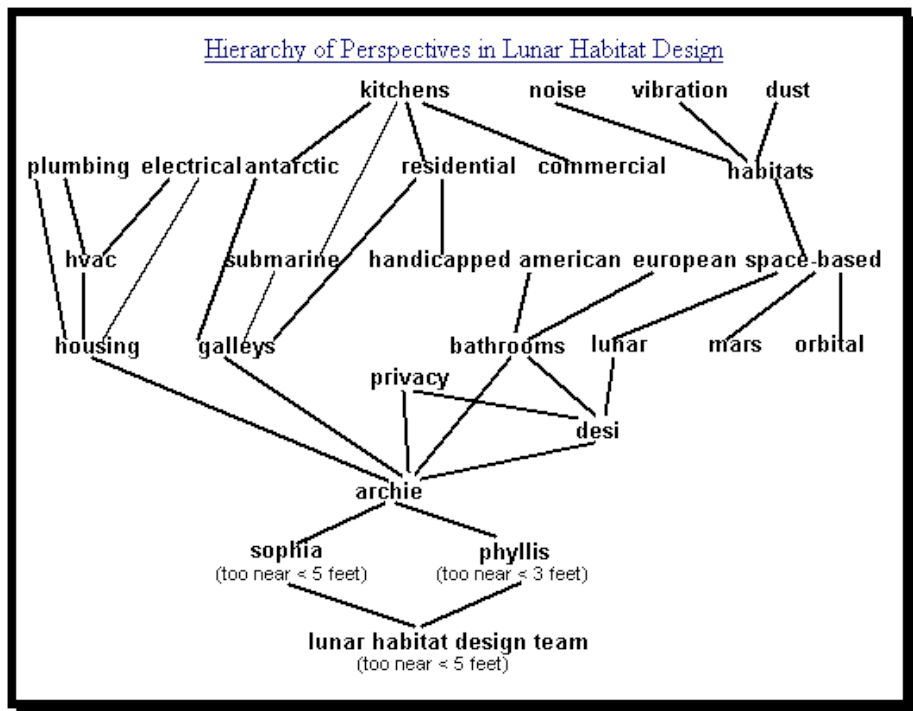 Hierarchy of Perspectives in Lunar Habitat Design
kitchens noise vibration dust
plumbing electrical antarctic residential commercial habitats
hvac submarine handicapped american european space-based
housing galleys bathrooms lunar mars orbital
privacy
desi
archie
sophia phyllis
(too near < 5 feet) (too near < 3 feet)
lunar habitat design team
(too near < 5 feet)